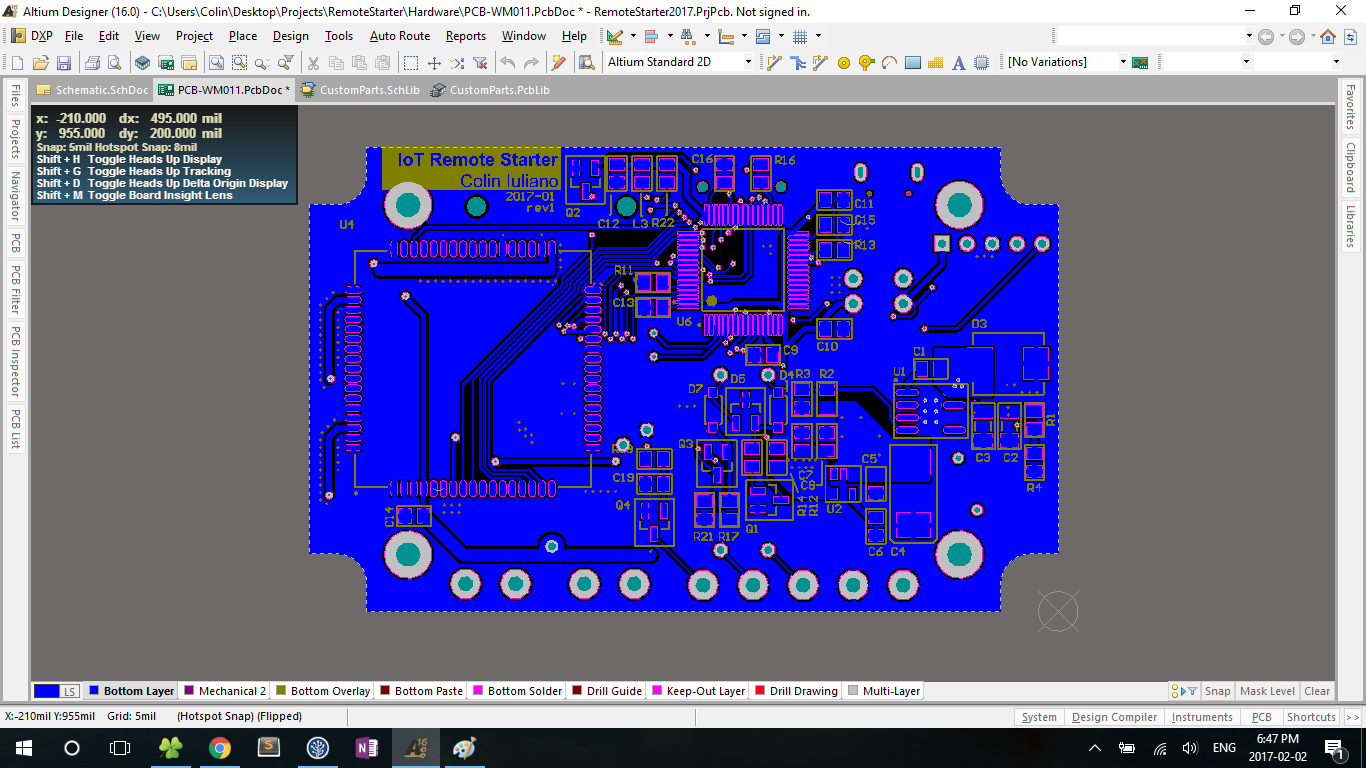 Altium Designer (16.0) - C:\Users\Colin\Desktop\Projects\RemoteStarter\Hardware\PCB-WM011.PcbDoc * - RemoteStarter2017.PrjPcb. Not signed in.
DXP File Edit View Project Place Design Tools Auto Route Reports Window Help
Altium Standard 2D [No Variations]
Schematic.SchDoc PCB-WM011.PcbDoc * CustomParts.SchLib CustomParts.PcbLib
Files
Projects
Navigator
PCB
PCB Filter
PCB Inspector
PCB List
Favorites
Clipboard
Libraries
x: -210.000 dx: 495.000 mil
y: 955.000 dy: 200.000 mil
Snap: 5mil Hotspot Snap: 8mil
Shift + H Toggle Heads Up Display
Shift + G Toggle Heads Up Tracking
Shift + D Toggle Heads Up Delta Origin Display
Shift + M Toggle Board Insight Lens
IoT Remote Starter
Colin Iuliano
2017-01
rev1
U4
Q2
C12
L3
R22
C16
R16
C11
C15
R13
R11
C13
U6
C10
C9
D3
C1
U1
D7
D5
D4
R3
R2
R1
C3
C2
R4
Q3
C19
C5
U2
Q4
R14
R12
C14
R21
R17
Q1
C6
C4
LS Bottom Layer Mechanical 2 Bottom Overlay Bottom Paste Bottom Solder Drill Guide Keep-Out Layer Drill Drawing Multi-Layer
Snap Mask Level Clear
X:-210mil Y:955mil Grid: 5mil (Hotspot Snap) (Flipped)
System Design Compiler Instruments PCB Shortcuts >>
ENG
6:47 PM
2017-02-02
1